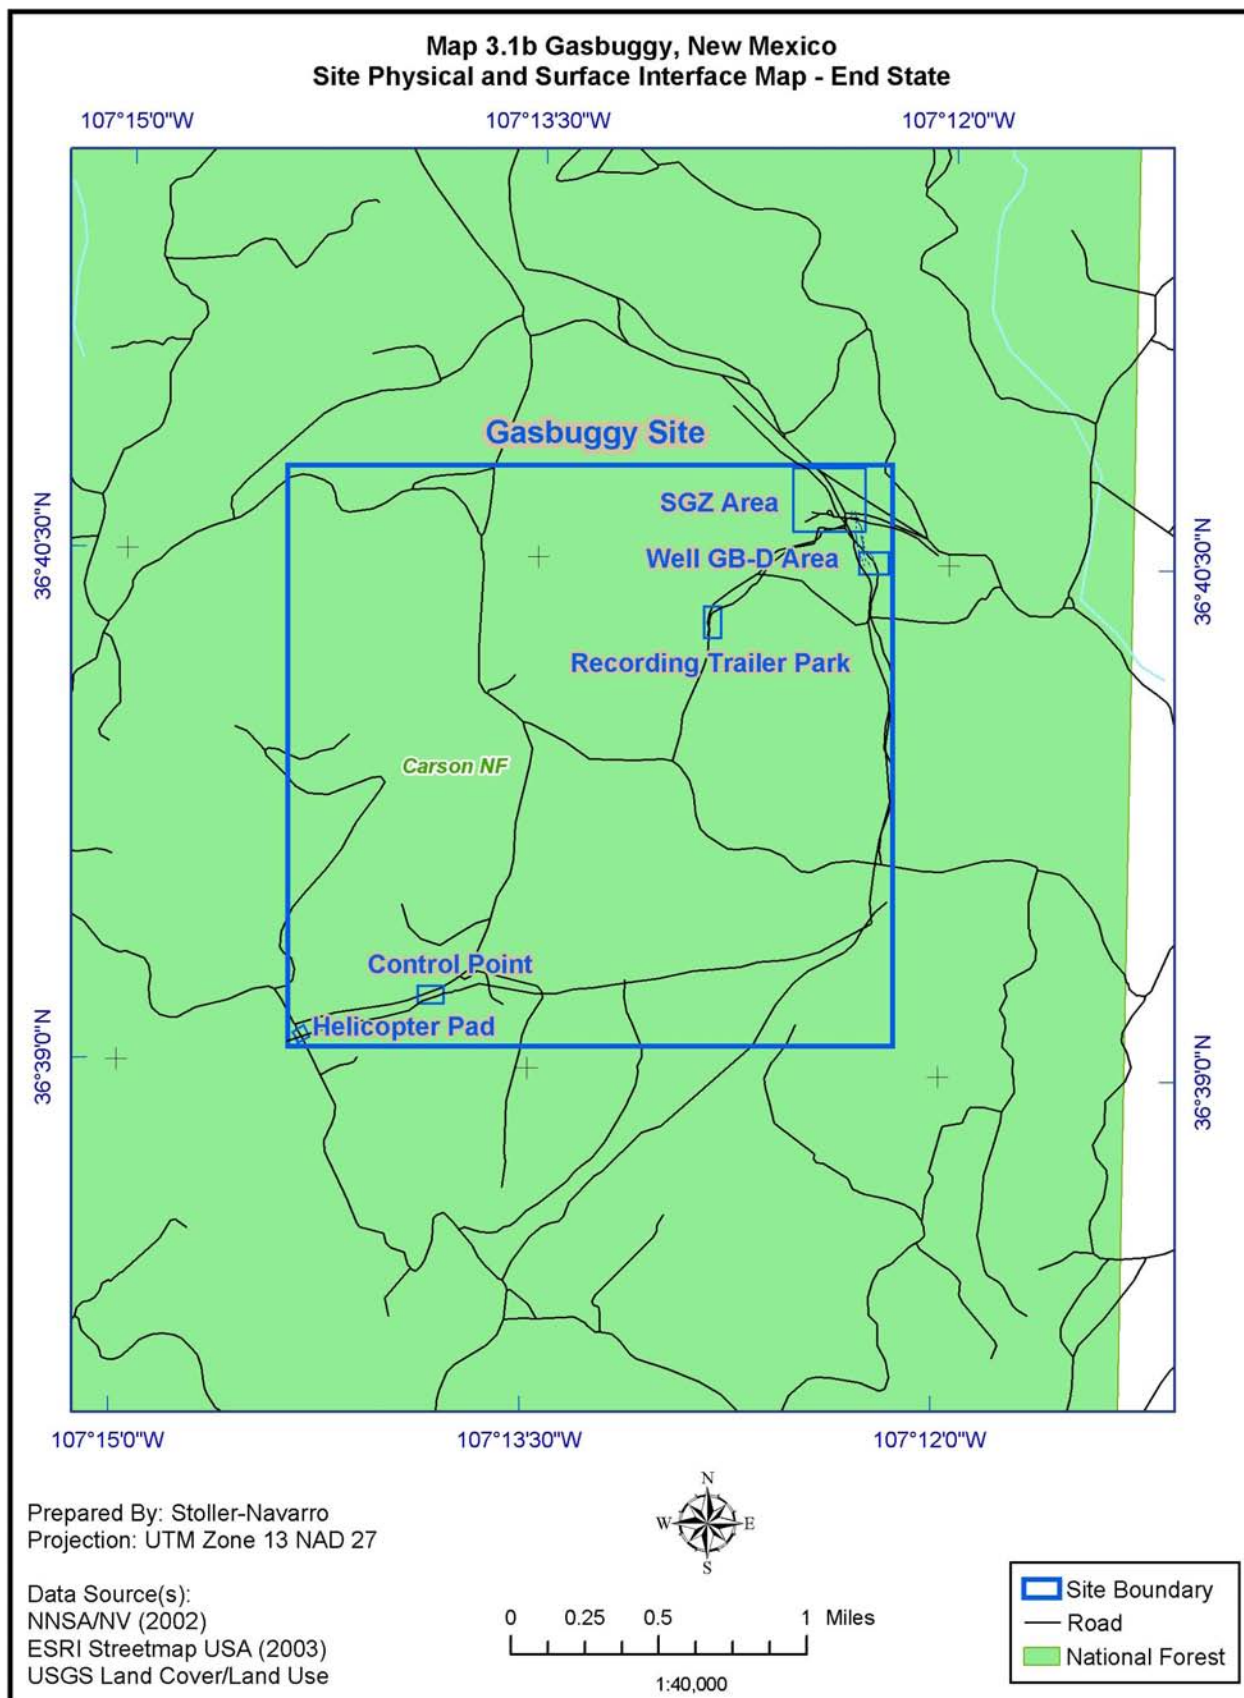 Map 3.1b Gasbuggy, New Mexico
Site Physical and Surface Interface Map - End State
107°15'0"W
107°13'30"W
107°12'0"W
Gasbuggy Site
SGZ Area
36°40'30"N
36°40'30"N
Well GB-D Area
Recording Trailer Park
Carson NF
Control Point
Helicopter Pad
36°39'0"N
36°39'0"N
107°15'0"W
107°13'30"W
107°12'0"W
Prepared By: Stoller-Navarro
Projection: UTM Zone 13 NAD 27
Data Source(s):
NNSA/NV (2002)
ESRI Streetmap USA (2003)
USGS Land Cover/Land Use
N
W
E
S
0 0.25 0.5 1 Miles
1:40,000
Site Boundary
Road
National Forest